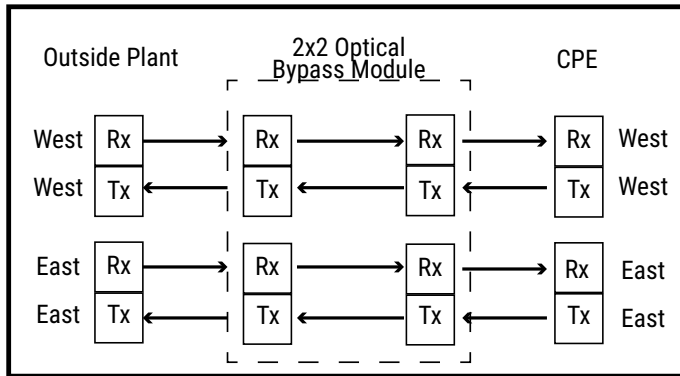 Outside Plant
2x2 Optical
Bypass Module
CPE
West Rx Rx Rx Rx West
West Tx Tx Tx Tx West
East Rx Rx Rx Rx East
East Tx Tx Tx Tx East